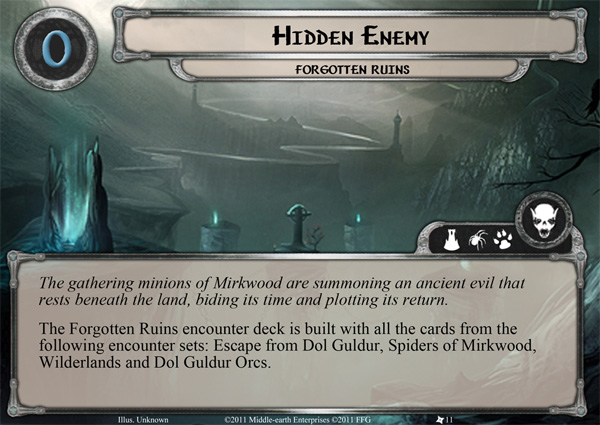 0
HIDDEN ENEMY
FORGOTTEN RUINS
The gathering minions of Mirkwood are summoning an ancient evil that
rests beneath the land, biding its time and plotting its return.
The Forgotten Ruins encounter deck is built with all the cards from the
following encounter sets: Escape from Dol Guldur, Spiders of Mirkwood,
Wilderlands and Dol Guldur Orcs.
Illus. Unknown ©2011 Middle-earth Enterprises ©2011 FFG 11